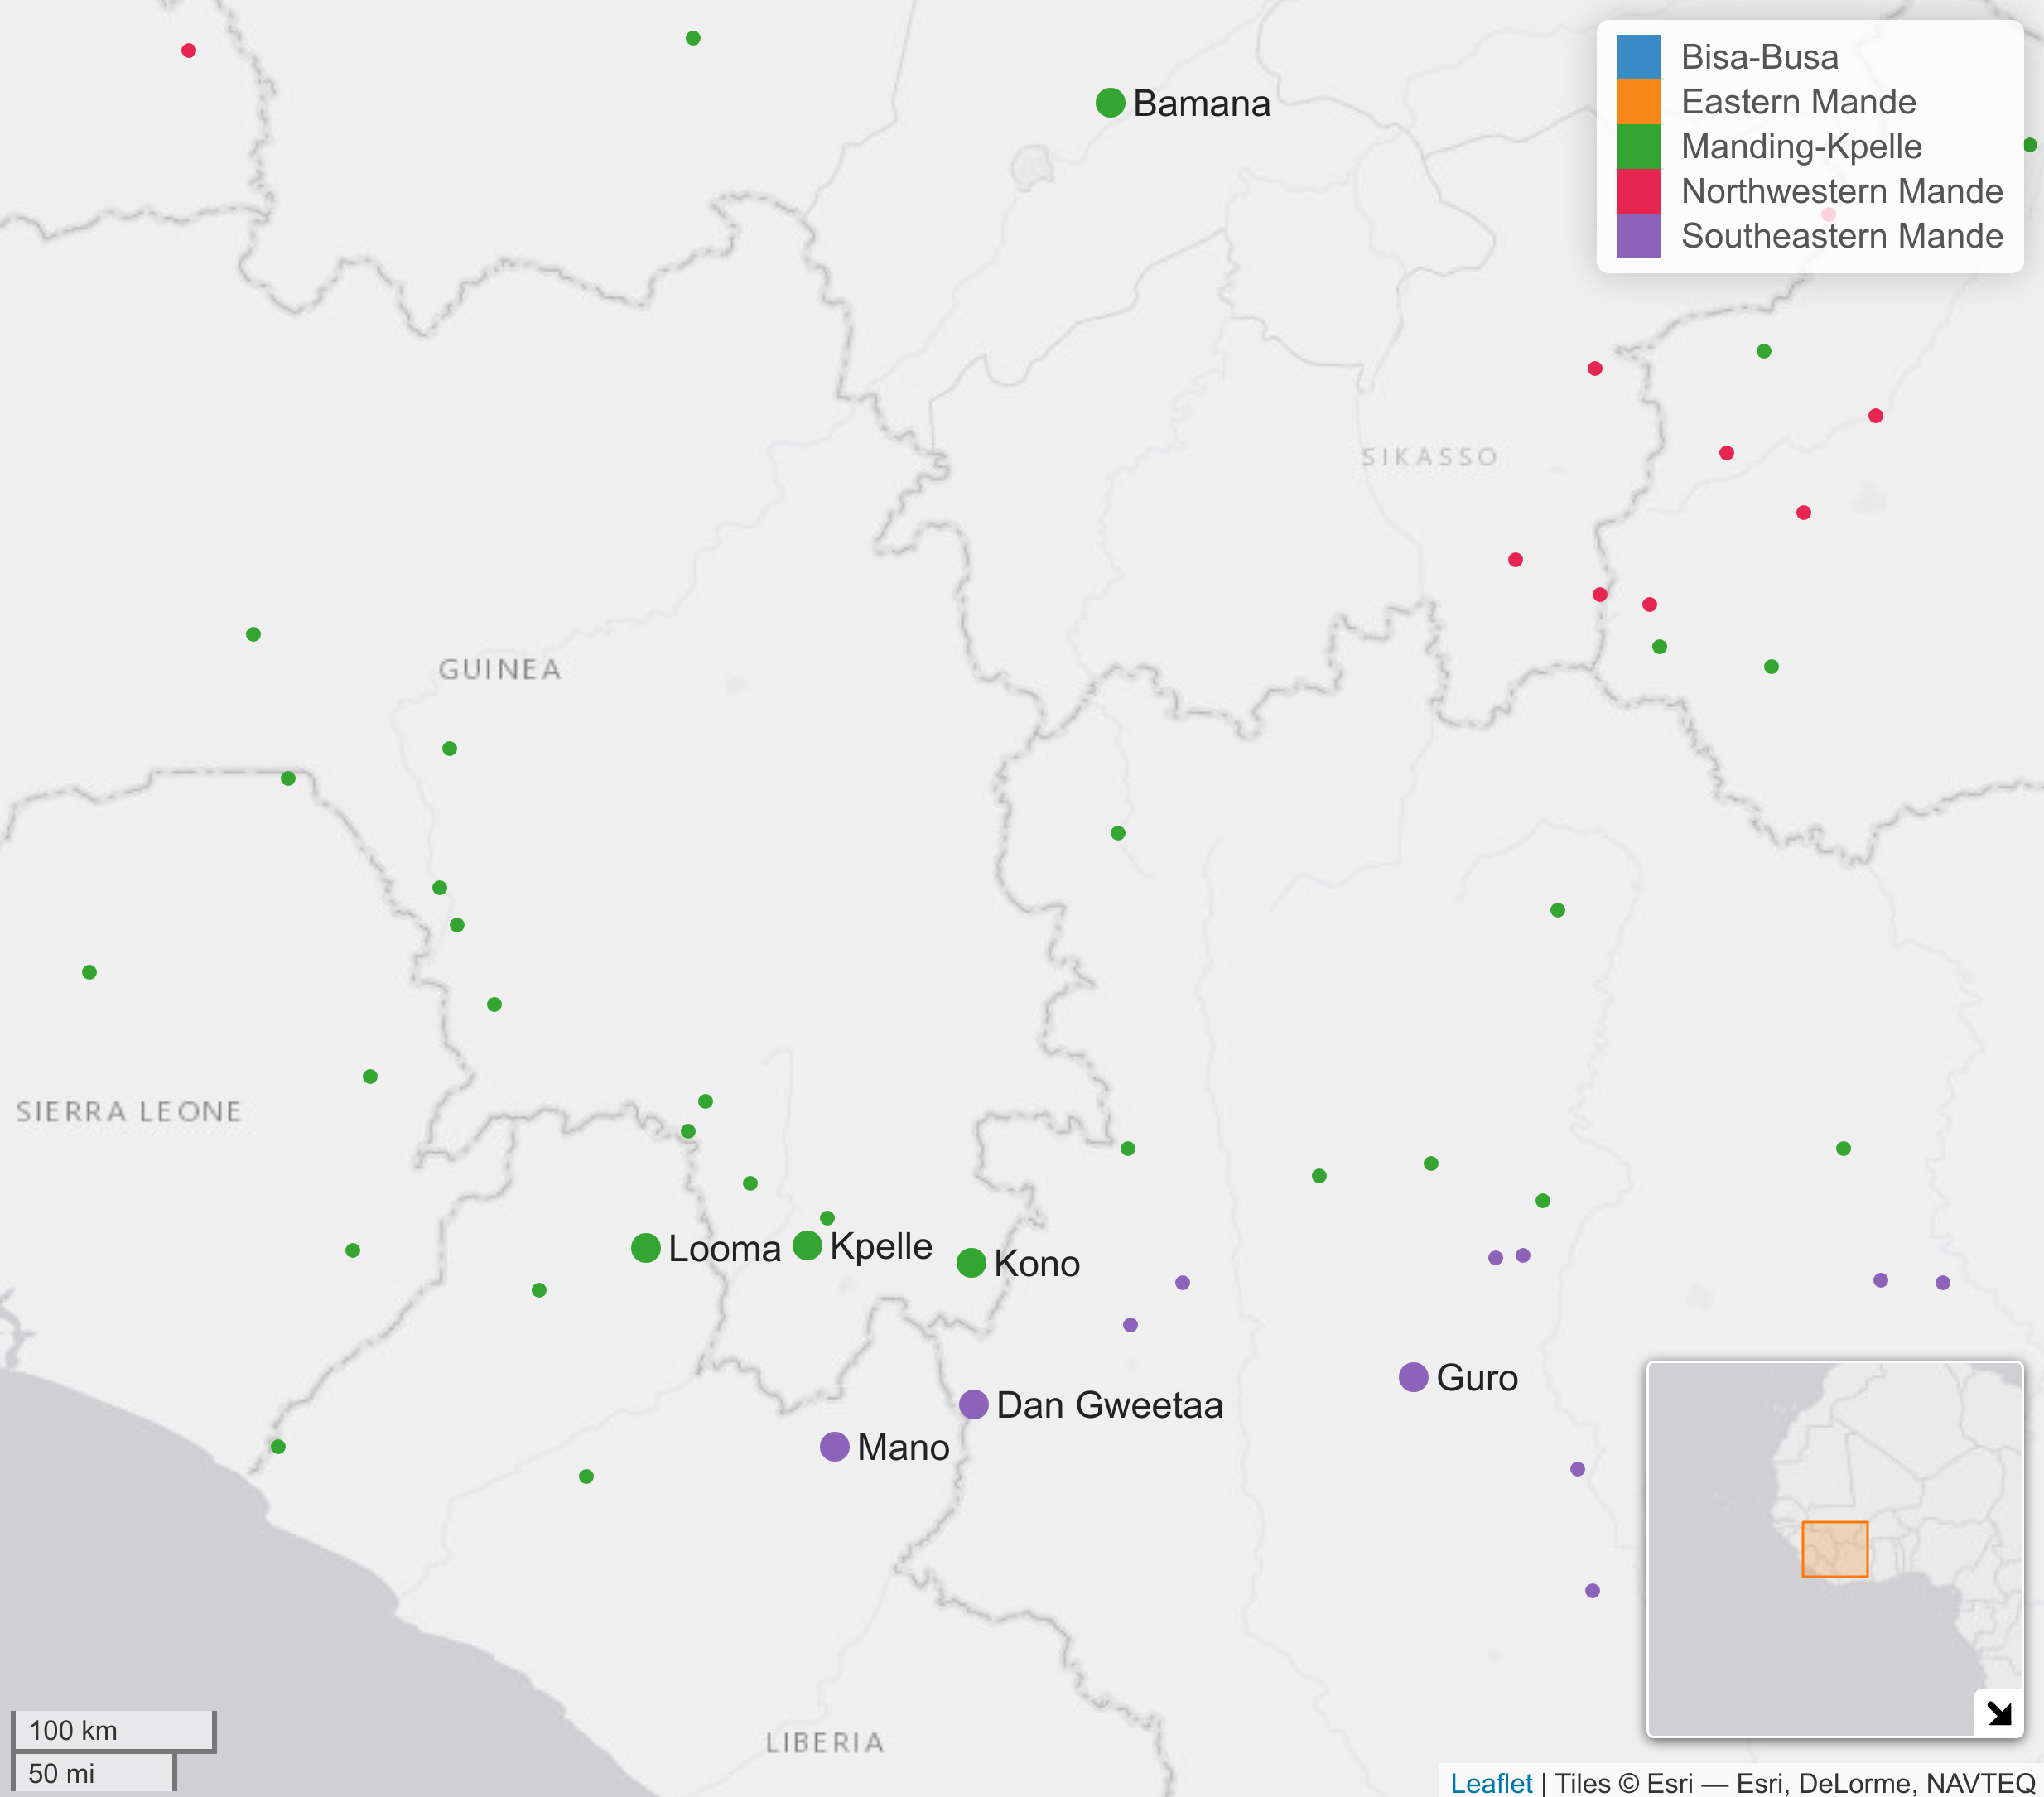 Bamana
Bisa-Busa
Eastern Mande
Manding-Kpelle
Northwestern Mande
Southeastern Mande
SIKASSO
GUINEA
SIERRA LEONE
Looma
Kpelle
Kono
Guro
Dan Gweetaa
Mano
LIBERIA
100 km
50 mi
Leaflet | Tiles © Esri — Esri, DeLorme, NAVTEQ